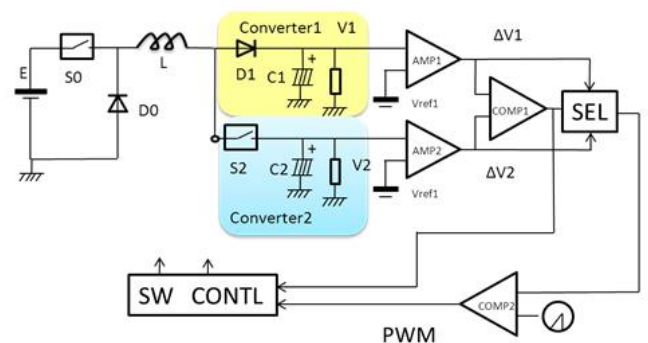 Converter1 V1
E S0 L D1 C1 + AMP1 ΔV1
D0 Vref1 COMP1 SEL
S2 C2 + V2 AMP2 ΔV2
Converter2 Vref1
SW CONTL COMP2
PWM